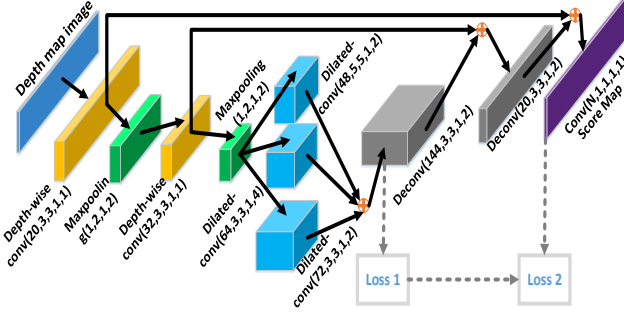 Depth map image
Depth-wise
conv(20,3,3,1,1)
Maxpoolin
g(1,2,1,2)
Depth-wise
conv(32,3,3,1,1)
Maxpooling
(1,2,1,2)
Dilated-
conv(64,3,3,1,4)
Dilated-
conv(48,5,5,1,2)
Dilated-
conv(72,3,3,1,2)
Deconv(144,3,3,1,2)
Deconv(20,3,3,1,2)
Conv(N,1,1,1,1)
Score Map
Loss 1
Loss 2